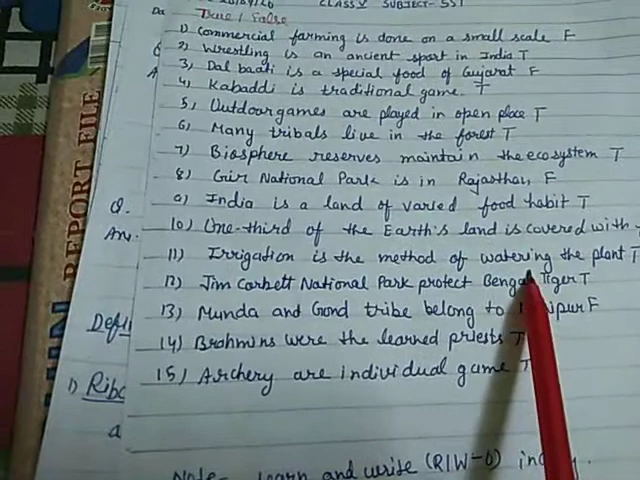 CLASS V SUBJECT-SST
True / False
1) Commercial farming is done on a small scale F
2) Wrestling is an ancient sport in India T
3) Dal baati is a special food of Gujarat F
4) Kabaddi is traditional game. T
5) Outdoor games are played in open place T
6) Many tribals live in the forest T
7) Biosphere reserves maintain the ecosystem T
8) Gir National Park is in Rajasthan F
9) India is a land of varied food habit T
10) One-third of the Earth's land is covered with
11) Irrigation is the method of watering the plant T
12) Jim Corbett National Park protect Bengal Tiger T
13) Munda and Gond tribe belong to F
14) Brahmins were the learned priests T
15) Archery are individual game T
Note- Learn and write (R/W-0) in
Q.
Ans.
Defi
1) Ribo
a
REPORT FILE